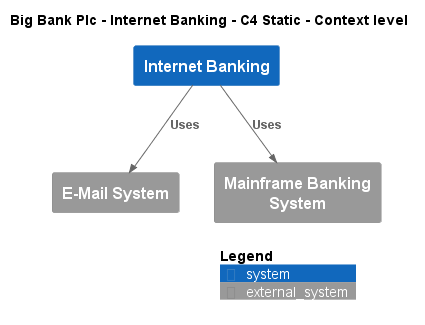 Big Bank Plc - Internet Banking - C4 Static - Context level
Internet Banking
Uses
Uses
E-Mail System
Mainframe Banking
System
Legend
system
external_system